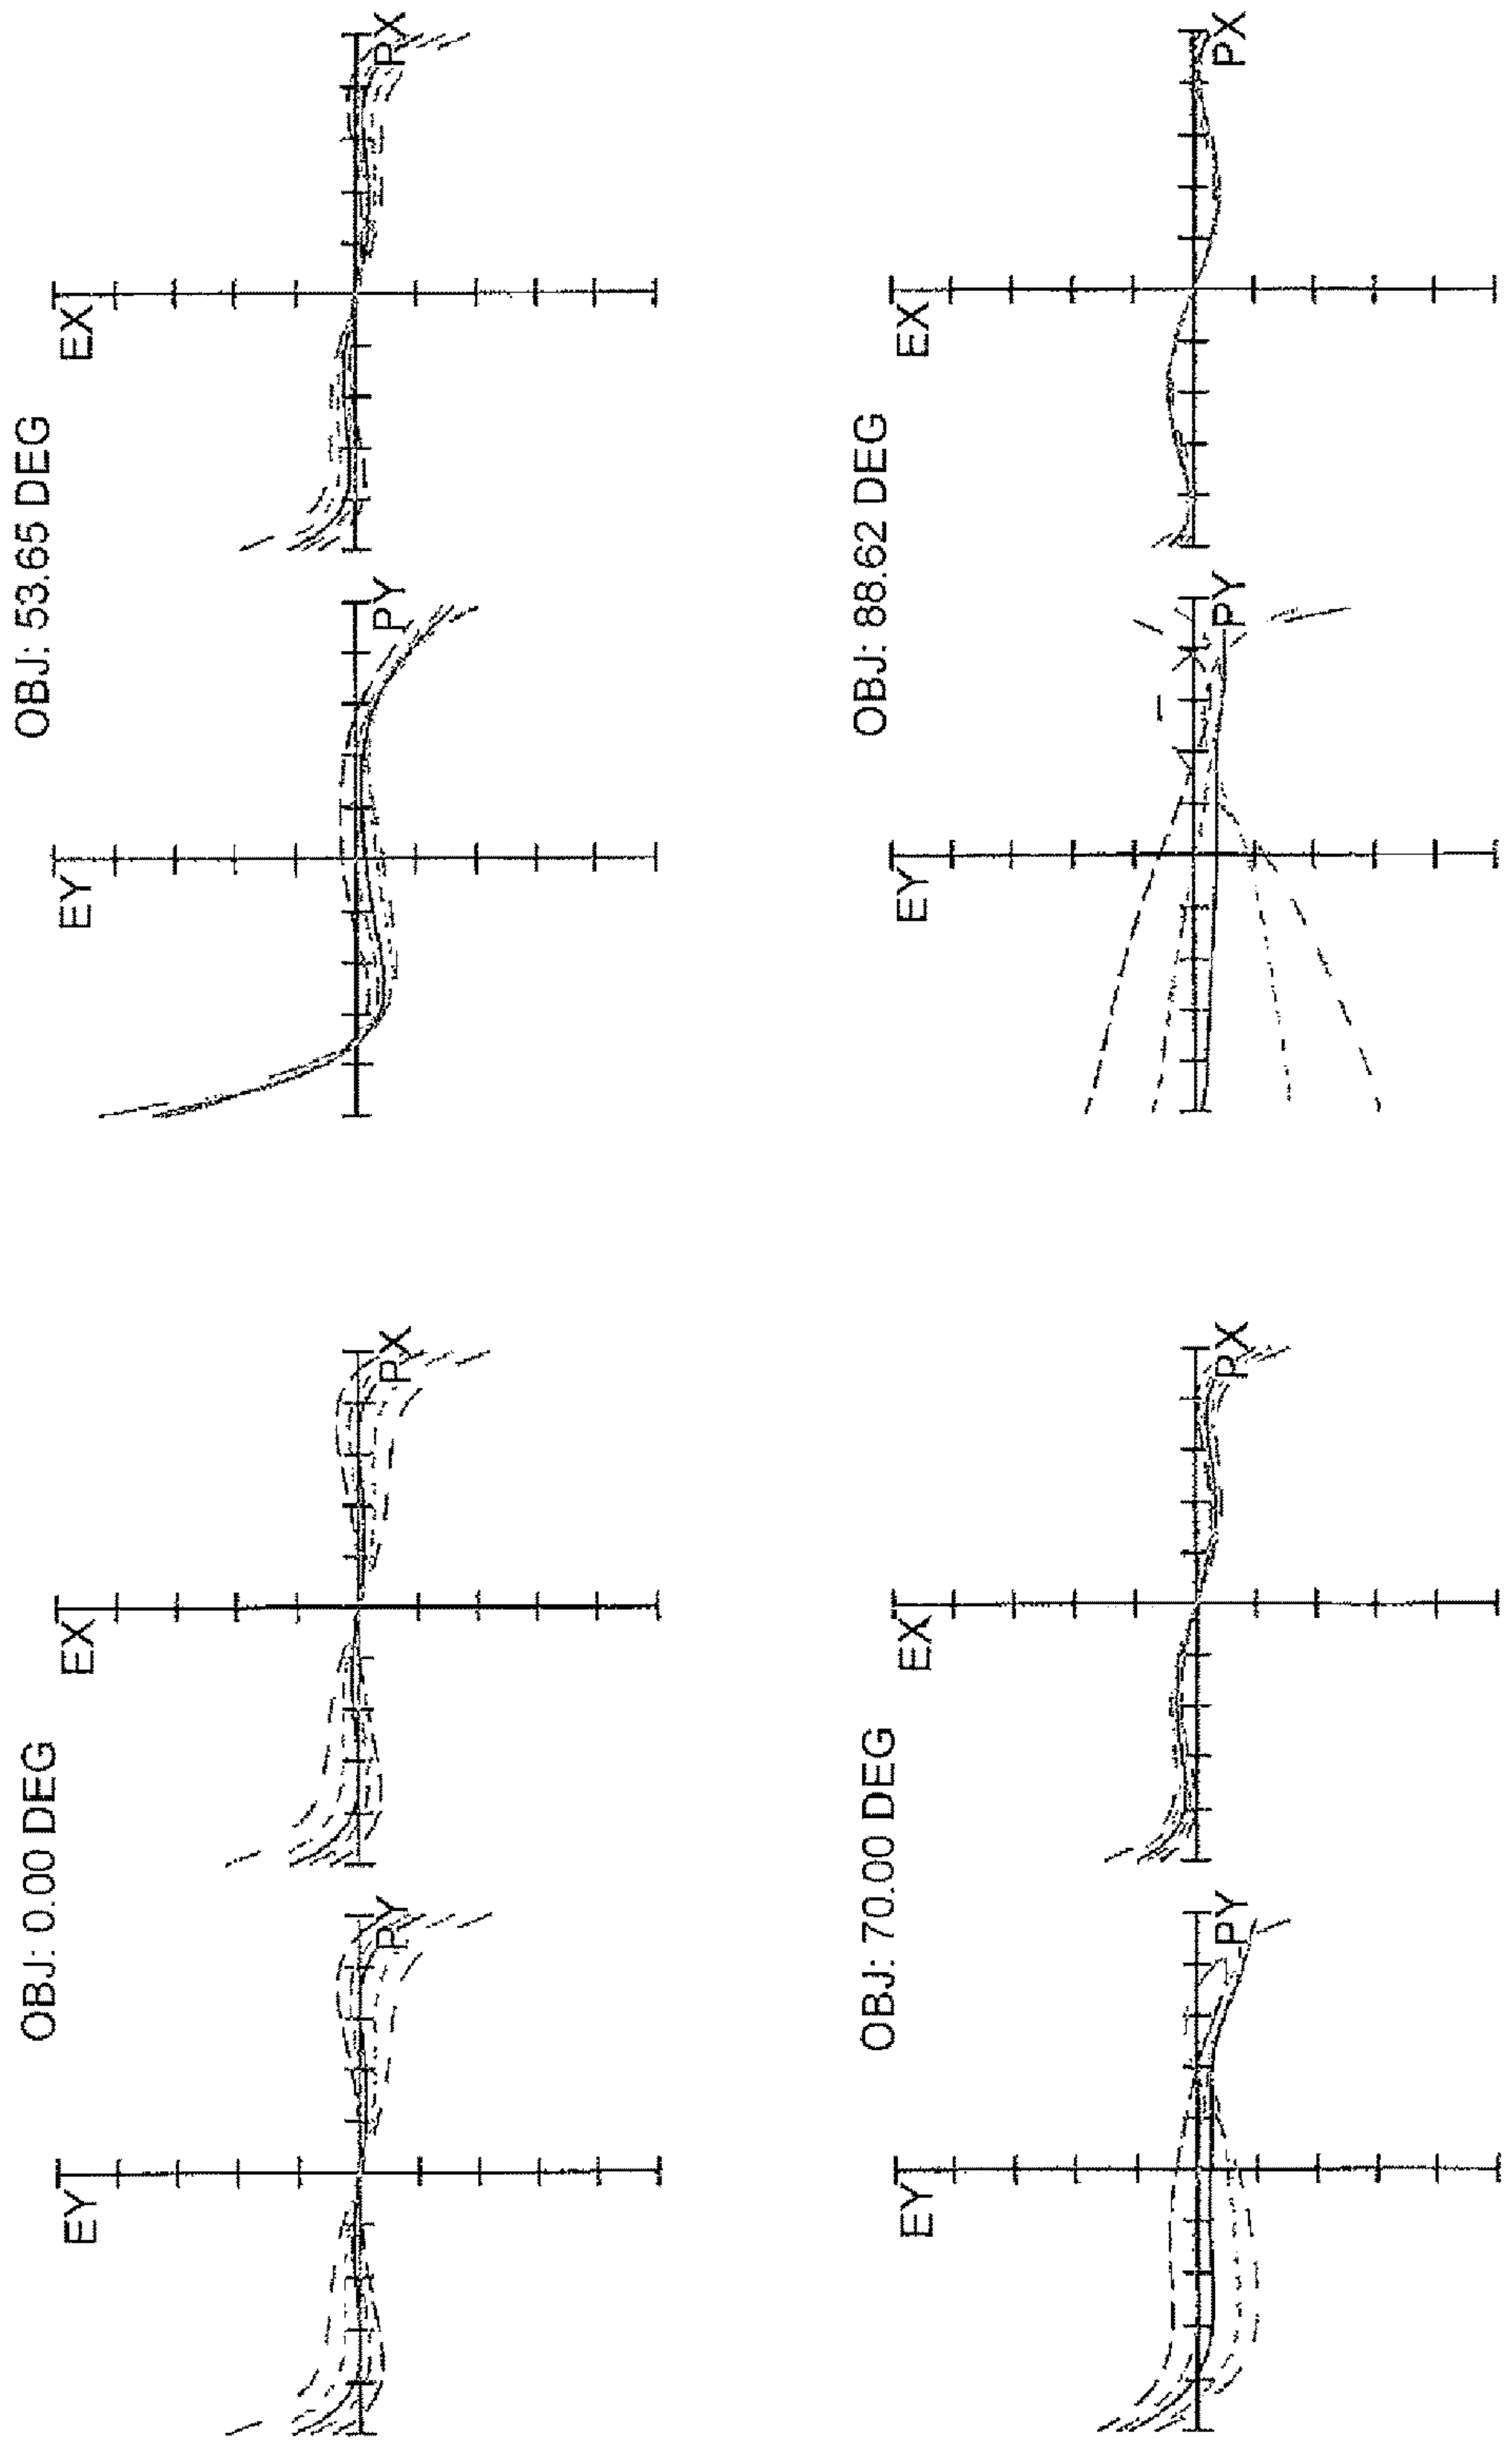 OBJ: 0.00 DEG
EY
PY
EX
PX
OBJ: 53.65 DEG
EY
PY
EX
PX
OBJ: 70.00 DEG
EY
PY
EX
PX
OBJ: 88.62 DEG
EY
PY
EX
PX